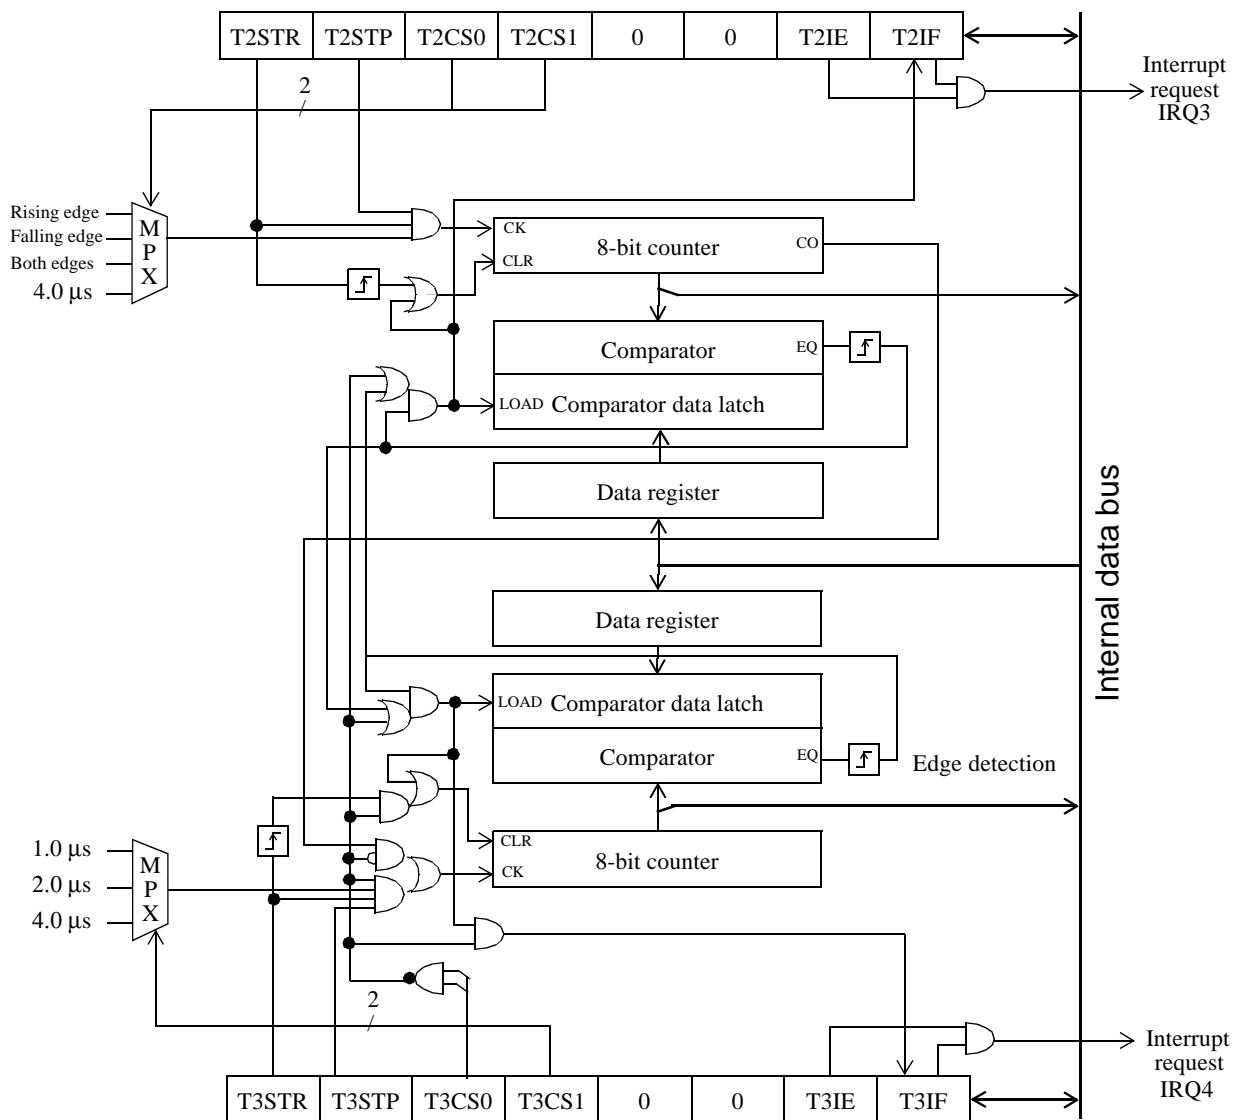 T2STR T2STP T2CS0 T2CS1 0 0 T2IE T2IF
2
Interrupt
request
IRQ3
Rising edge
Falling edge
Both edges
4.0 µs
M
P
X
CK
CLR
8-bit counter
CO
Comparator
EQ
LOAD
Comparator data latch
Data register
Internal data bus
Data register
LOAD
Comparator data latch
Comparator
EQ
Edge detection
CLR
CK
8-bit counter
1.0 µs
2.0 µs
4.0 µs
M
P
X
2
Interrupt
request
IRQ4
T3STR T3STP T3CS0 T3CS1 0 0 T3IE T3IF